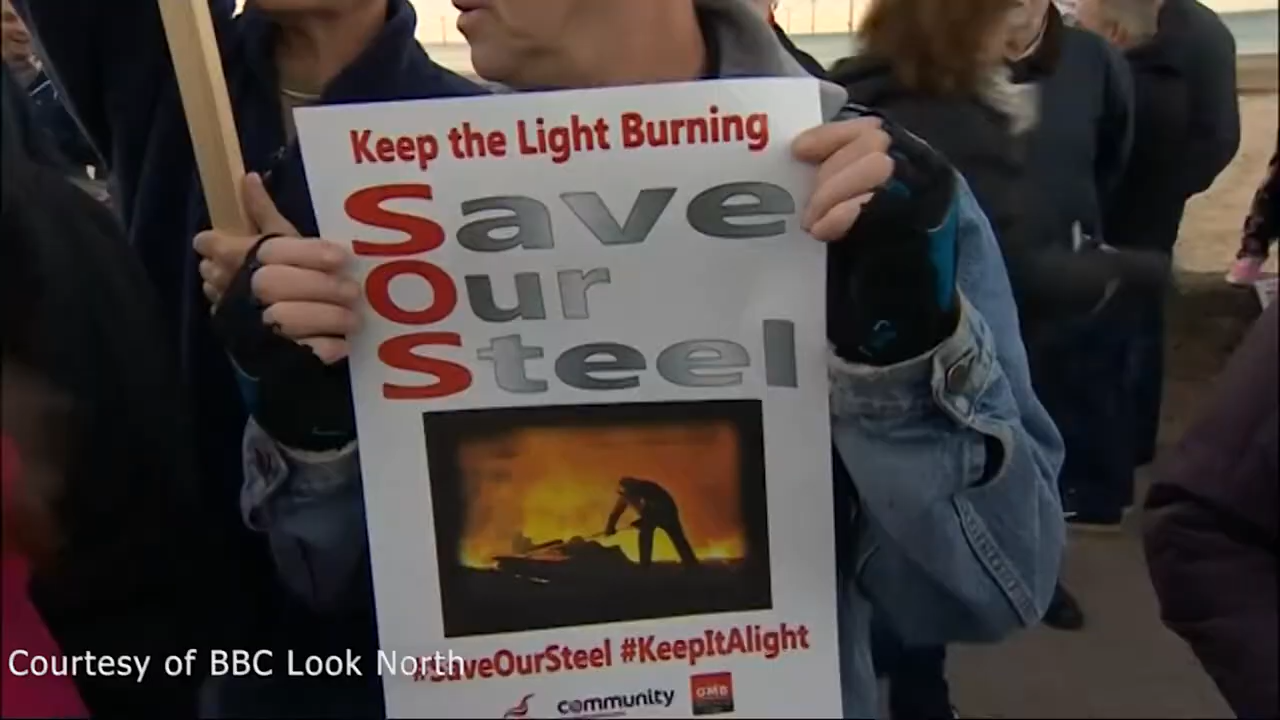 Keep the Light Burning
Save
Our
Steel
#SaveOurSteel #KeepItAlight
Courtesy of BBC Look North
community
GMB